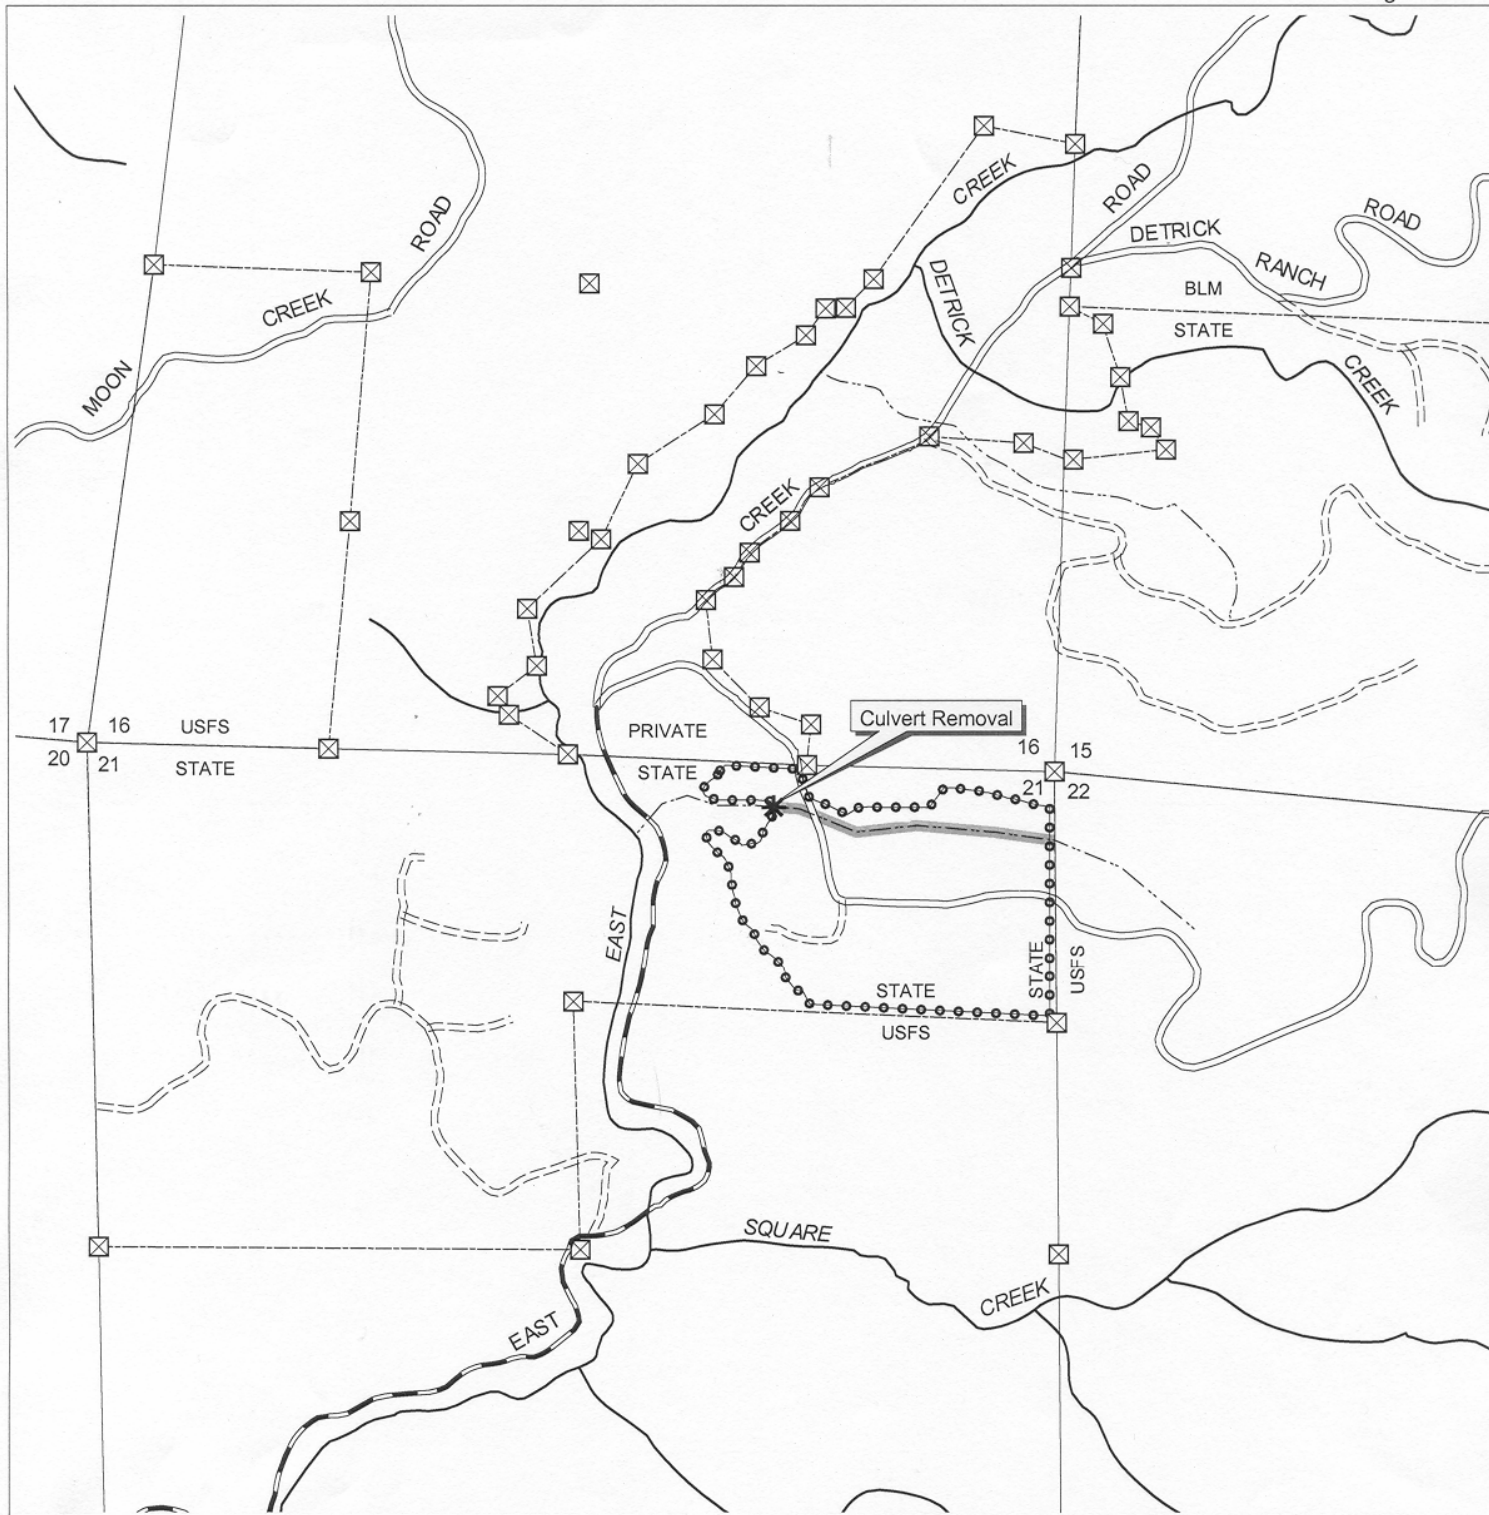 CREEK
ROAD
ROAD
ROAD
DETRICK
RANCH
DETRICK
BLM
STATE
CREEK
MOON
CREEK
CREEK
Culvert Removal
17 16
USFS
20 21
STATE
PRIVATE
STATE
16 15
21 22
EAST
STATE
USFS
STATE
USFS
SQUARE
CREEK
EAST